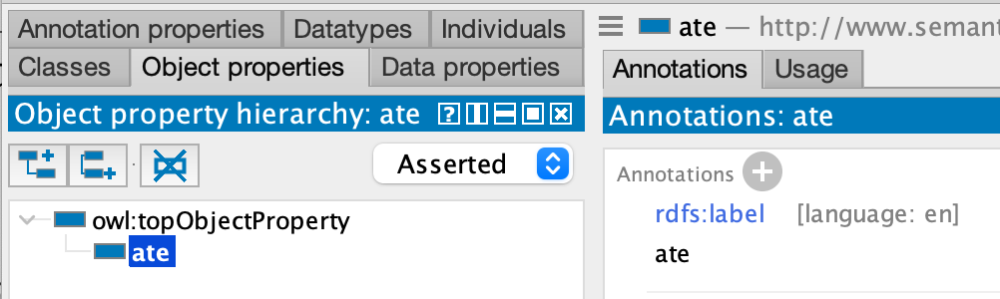 Annotation properties Datatypes Individuals
Classes Object properties Data properties
Object property hierarchy: ate
Asserted
owl:topObjectProperty
ate
ate — http://www.semant
Annotations Usage
Annotations: ate
Annotations
rdfs:label [language: en]
ate